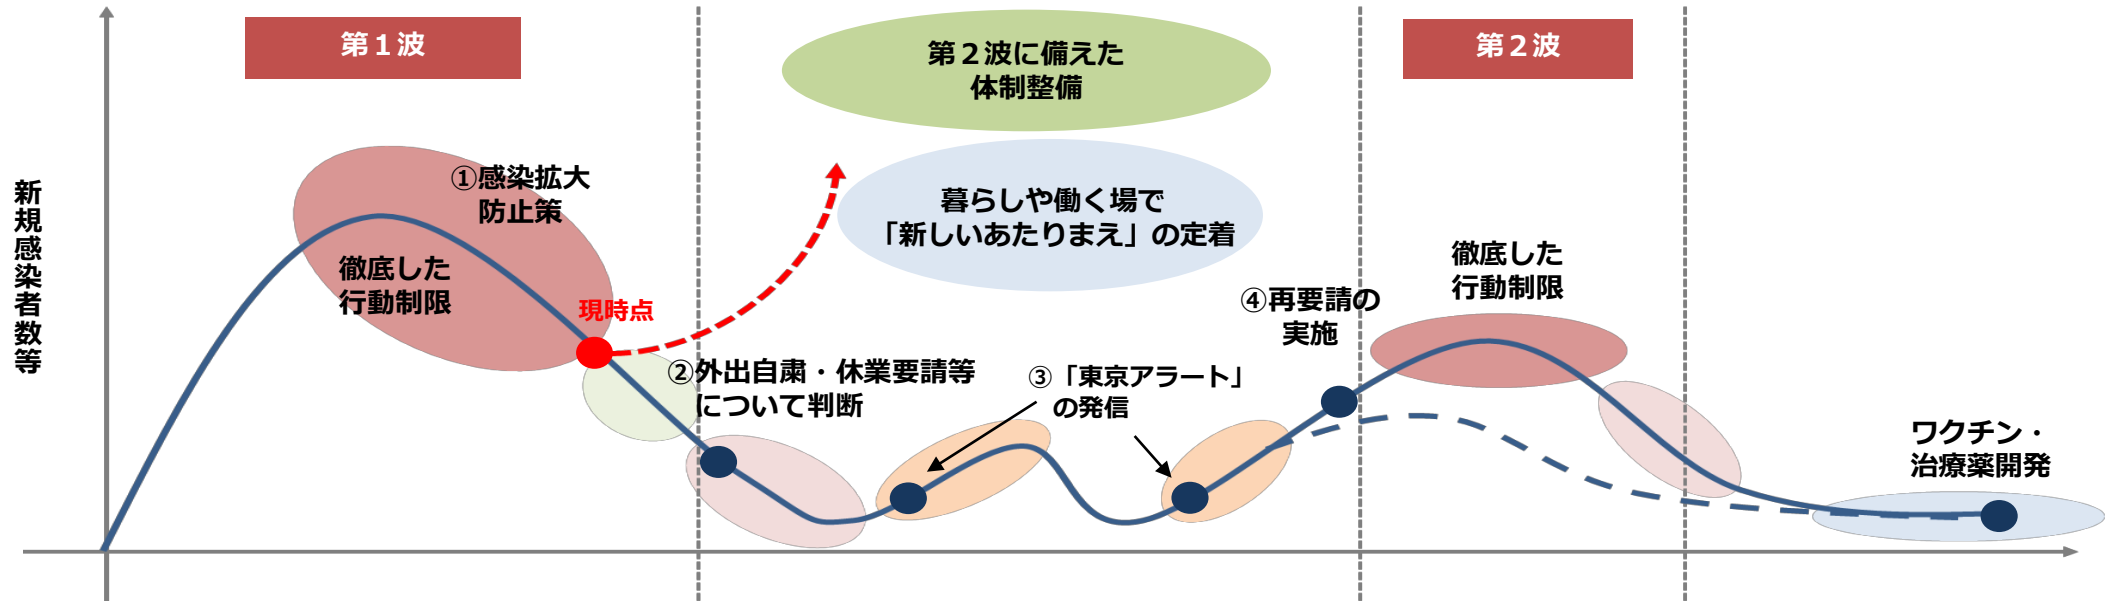 第１波
第２波に備えた
体制整備
第２波
新規感染者数等
①感染拡大
防止策
徹底した
行動制限
現時点
暮らしや働く場で
「新しいあたりまえ」の定着
②外出自粛・休業要請等
について判断
③「東京アラート」
の発信
④再要請の
実施
徹底した
行動制限
ワクチン・
治療薬開発